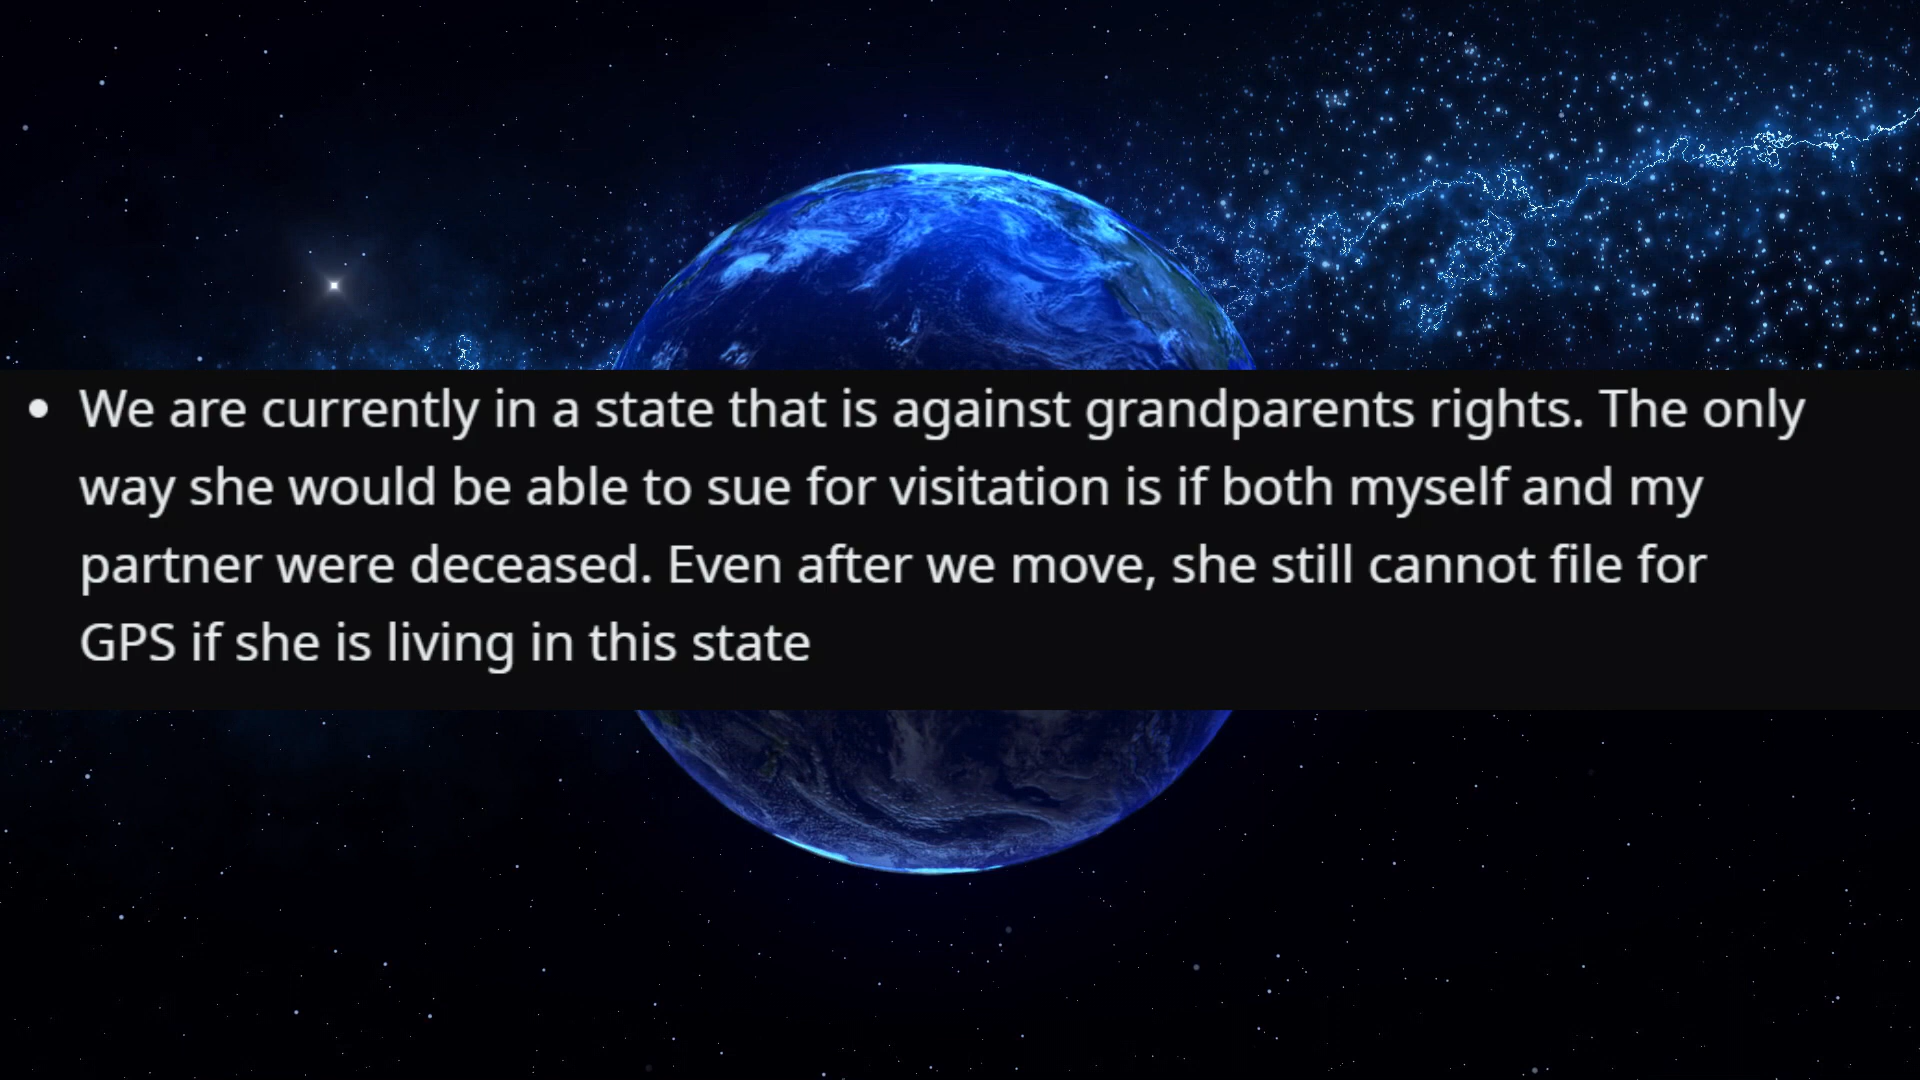 • We are currently in a state that is against grandparents rights. The only
way she would be able to sue for visitation is if both myself and my
partner were deceased. Even after we move, she still cannot file for
GPS if she is living in this state